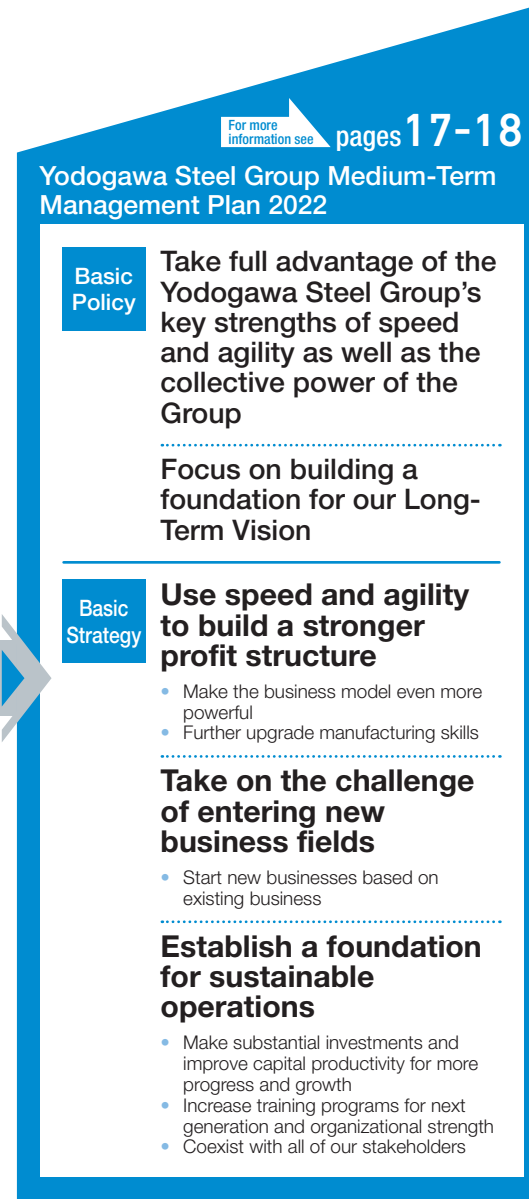 For more
information see
pages 17-18
Yodogawa Steel Group Medium-Term
Management Plan 2022
Basic
Policy
Take full advantage of the
Yodogawa Steel Group’s
key strengths of speed
and agility as well as the
collective power of the
Group
Focus on building a
foundation for our Long-
Term Vision
Basic
Strategy
Use speed and agility
to build a stronger
profit structure
• Make the business model even more
powerful
• Further upgrade manufacturing skills
Take on the challenge
of entering new
business fields
• Start new businesses based on
existing business
Establish a foundation
for sustainable
operations
• Make substantial investments and
improve capital productivity for more
progress and growth
• Increase training programs for next
generation and organizational strength
• Coexist with all of our stakeholders